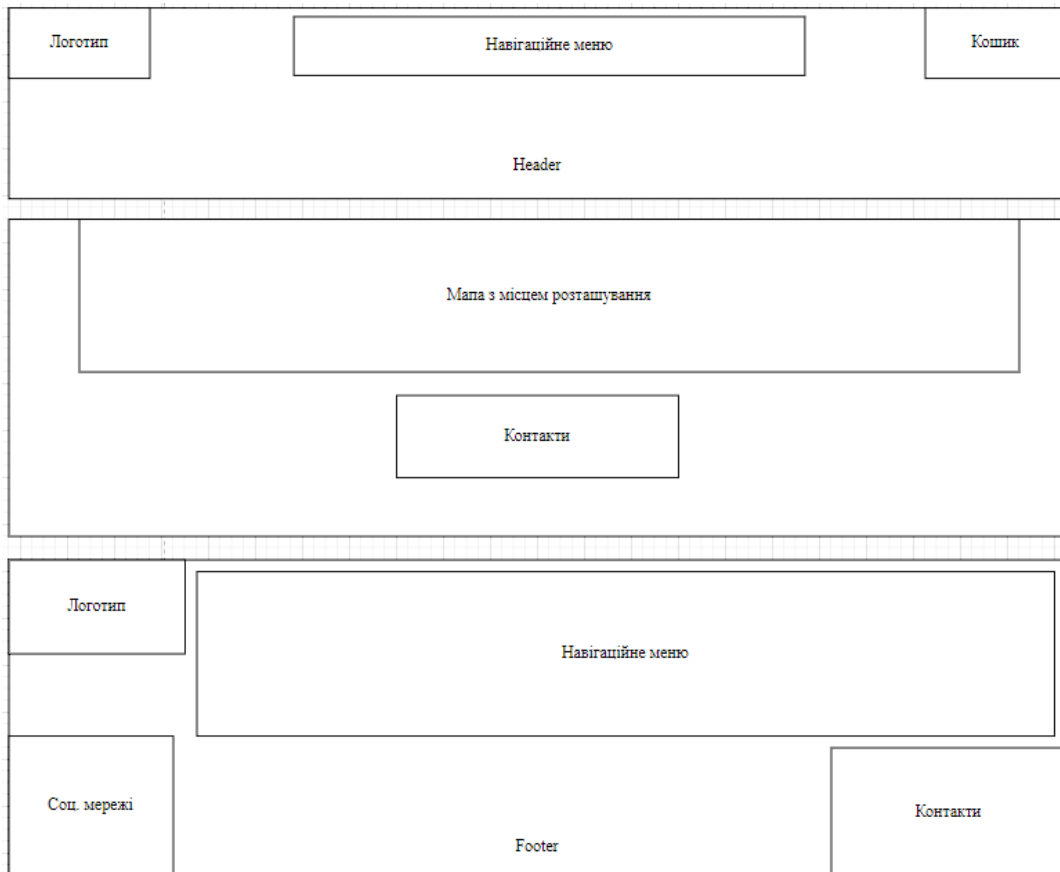 Логотип
Навігаційне меню
Кошик
Header
Мапа з місцем розташування
Контакти
Логотип
Навігаційне меню
Соц. мережі
Контакти
Footer